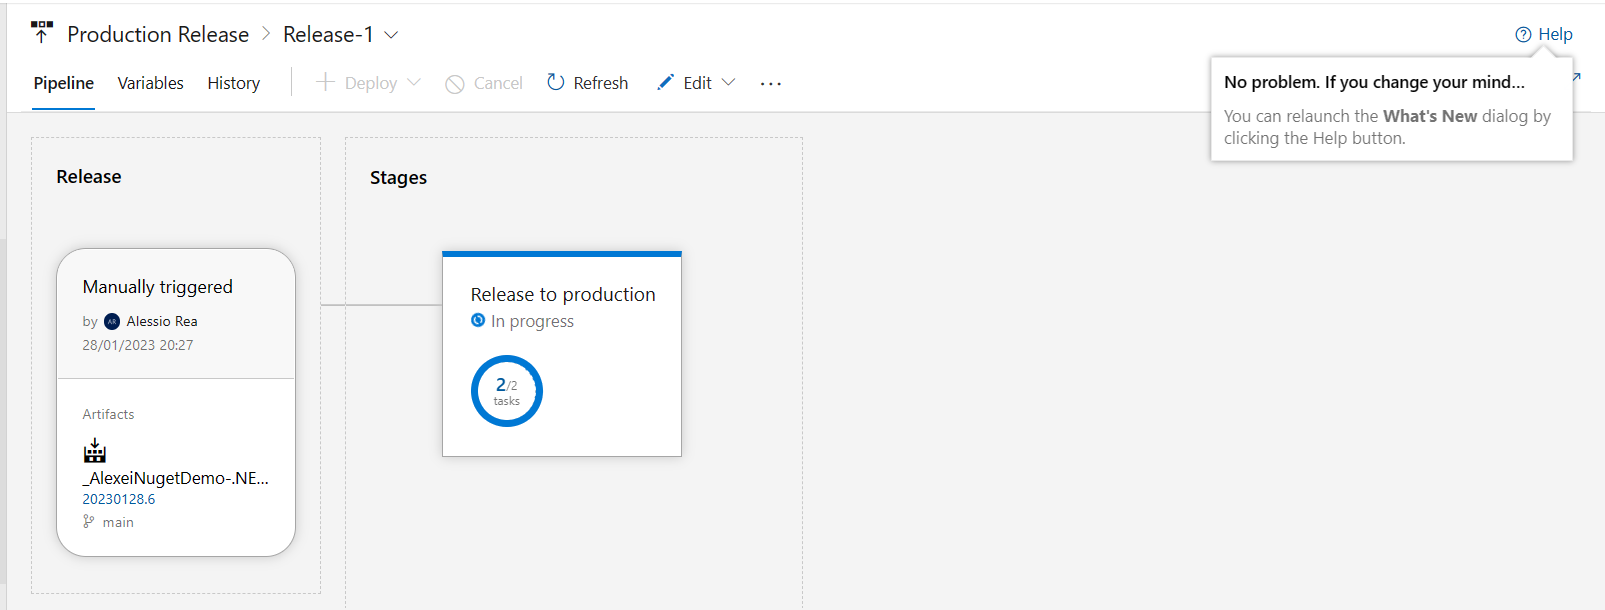 Production Release > Release-1
Help
Pipeline Variables History Deploy Cancel Refresh Edit ...
No problem. If you change your mind...
You can relaunch the What's New dialog by
clicking the Help button.
Release
Stages
Manually triggered
by AR Alessio Rea
28/01/2023 20:27
Artifacts
_AlexeiNugetDemo-.NE...
20230128.6
main
Release to production
In progress
2/2
tasks